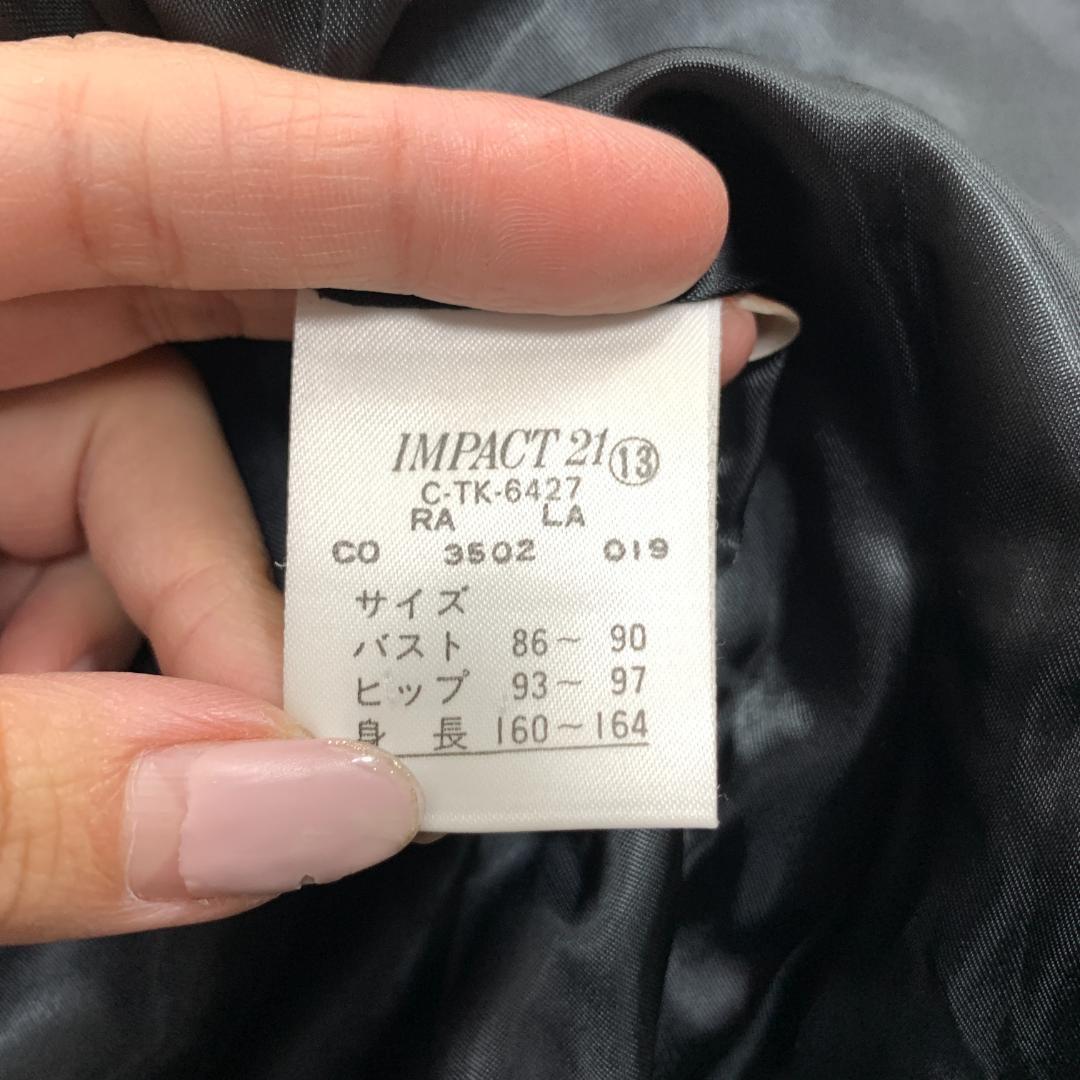 IMPACT 21 ⑬
C-TK-6427
RA LA
CO 3502 019
サイズ
バスト 86～ 90
ヒップ 93～ 97
身 長 160～164